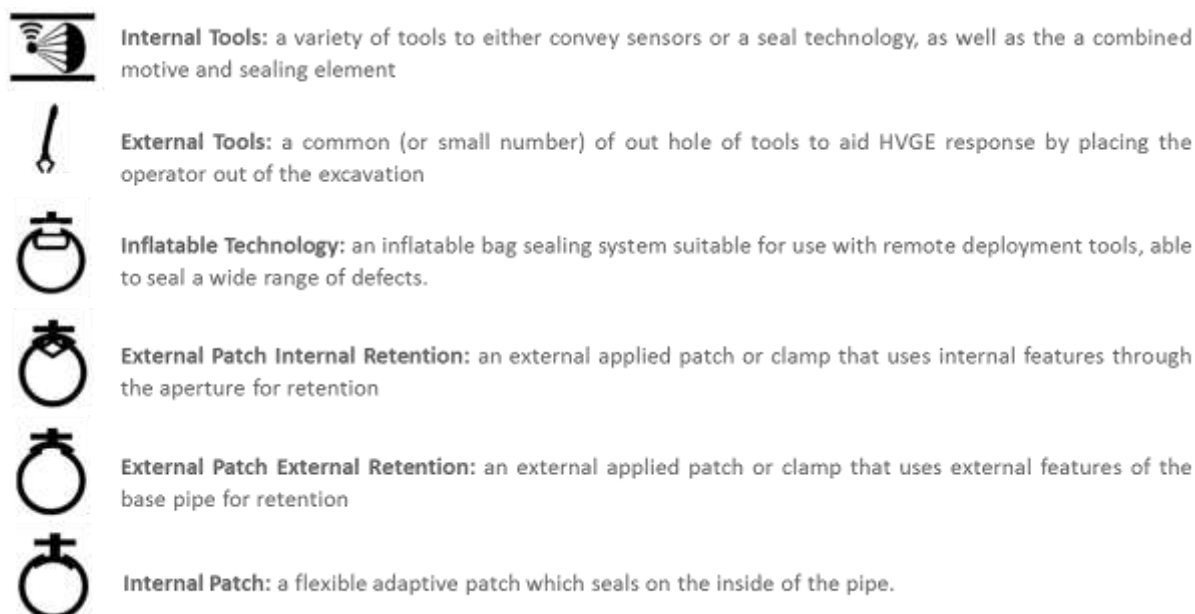 Internal Tools: a variety of tools to either convey sensors or a seal technology, as well as the a combined
motive and sealing element
External Tools: a common (or small number) of out hole of tools to aid HVGE response by placing the
operator out of the excavation
Inflatable Technology: an inflatable bag sealing system suitable for use with remote deployment tools, able
to seal a wide range of defects.
External Patch Internal Retention: an external applied patch or clamp that uses internal features through
the aperture for retention
External Patch External Retention: an external applied patch or clamp that uses external features of the
base pipe for retention
Internal Patch: a flexible adaptive patch which seals on the inside of the pipe.